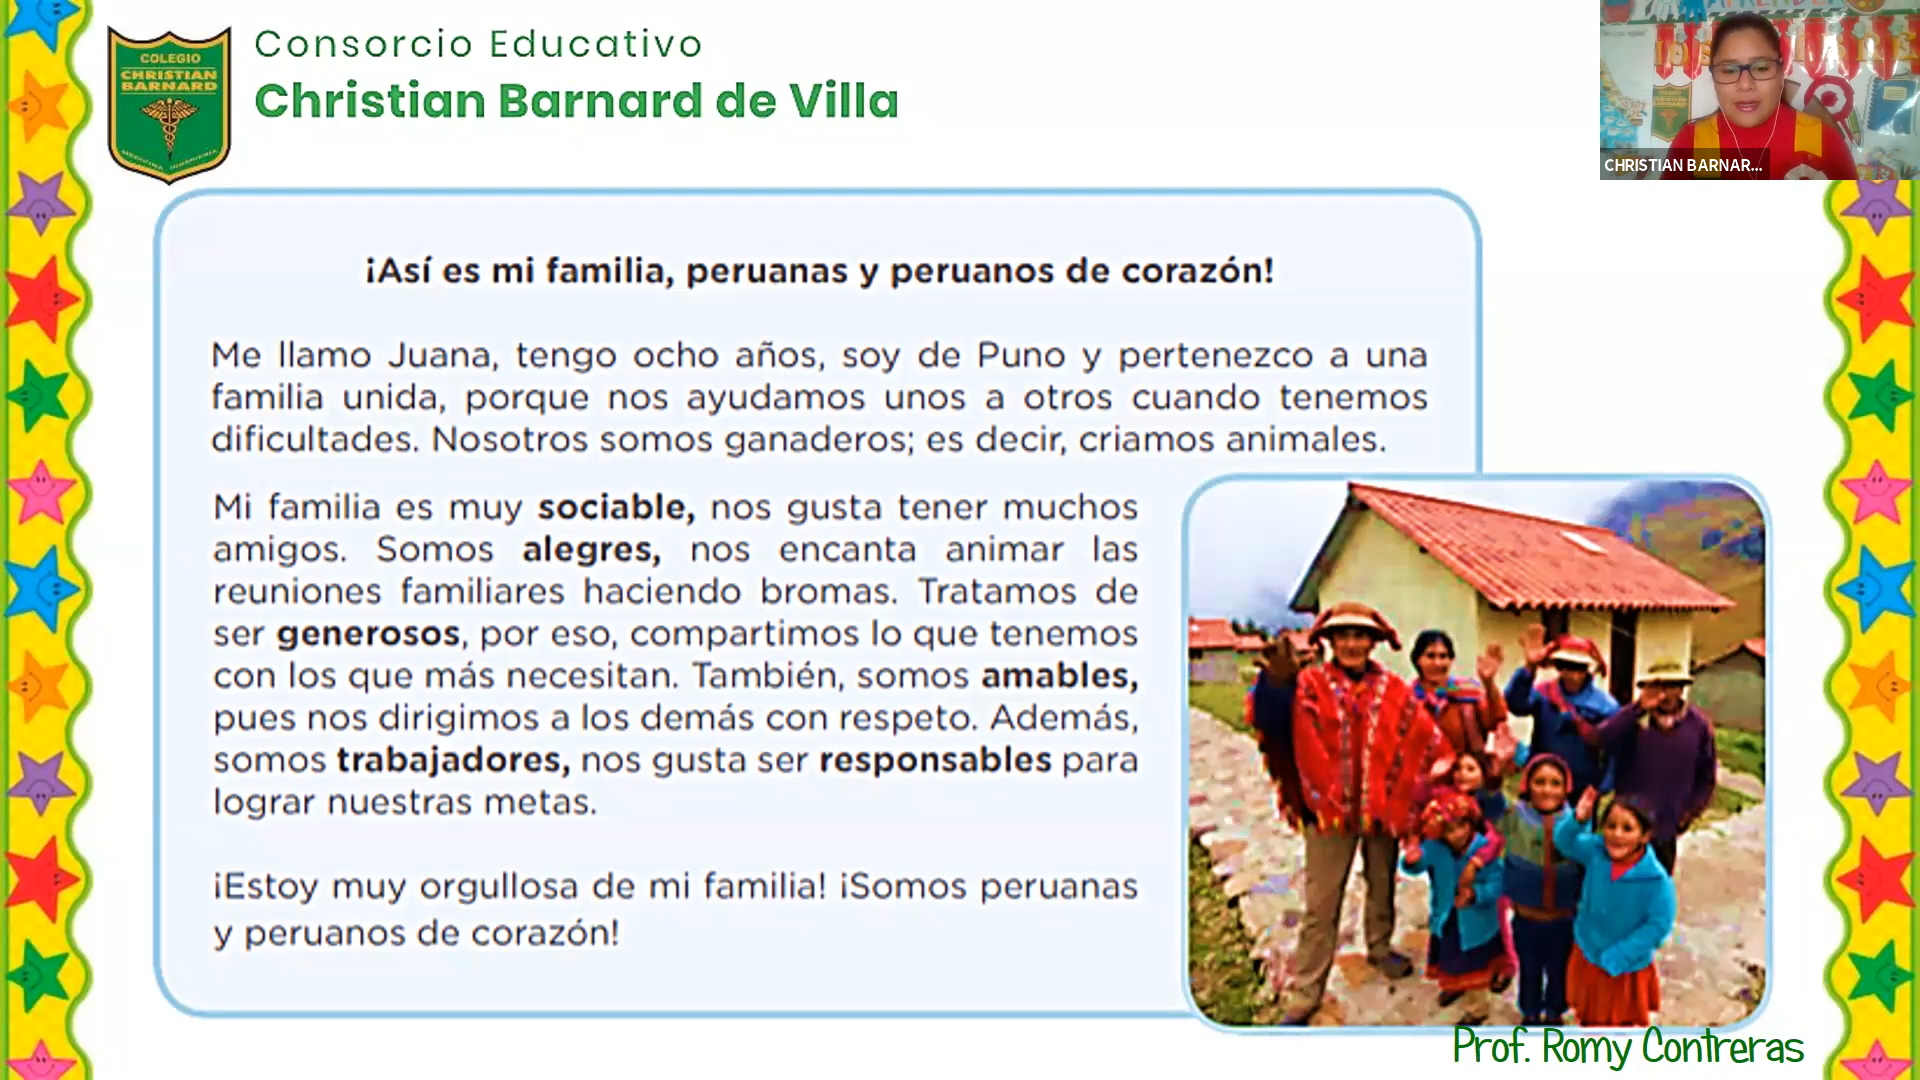 COLEGIO
CHRISTIAN
BARNARD
Consorcio Educativo
Christian Barnard de Villa
CHRISTIAN BARNAR...
¡Así es mi familia, peruanas y peruanos de corazón!
Me llamo Juana, tengo ocho años, soy de Puno y pertenezco a una
familia unida, porque nos ayudamos unos a otros cuando tenemos
dificultades. Nosotros somos ganaderos; es decir, criamos animales.
Mi familia es muy sociable, nos gusta tener muchos
amigos. Somos alegres, nos encanta animar las
reuniones familiares haciendo bromas. Tratamos de
ser generosos, por eso, compartimos lo que tenemos
con los que más necesitan. También, somos amables,
pues nos dirigimos a los demás con respeto. Además,
somos trabajadores, nos gusta ser responsables para
lograr nuestras metas.
¡Estoy muy orgullosa de mi familia! ¡Somos peruanas
y peruanos de corazón!
Prof. Romy Contreras